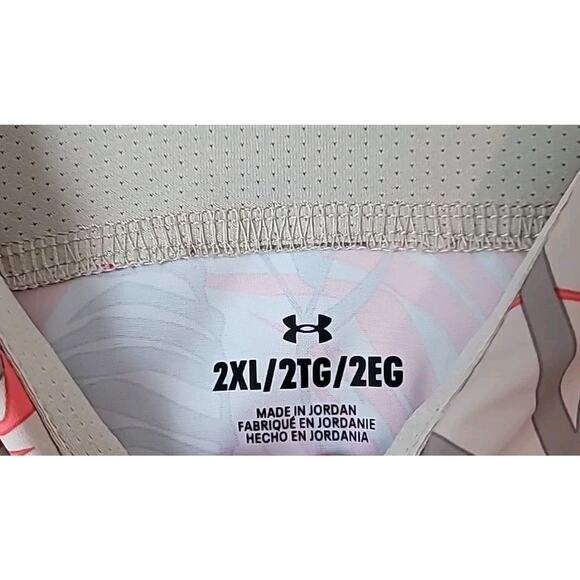 2XL/2TG/2EG
MADE IN JORDAN
FABRIQUÉ EN JORDANIE
HECHO EN JORDANIA